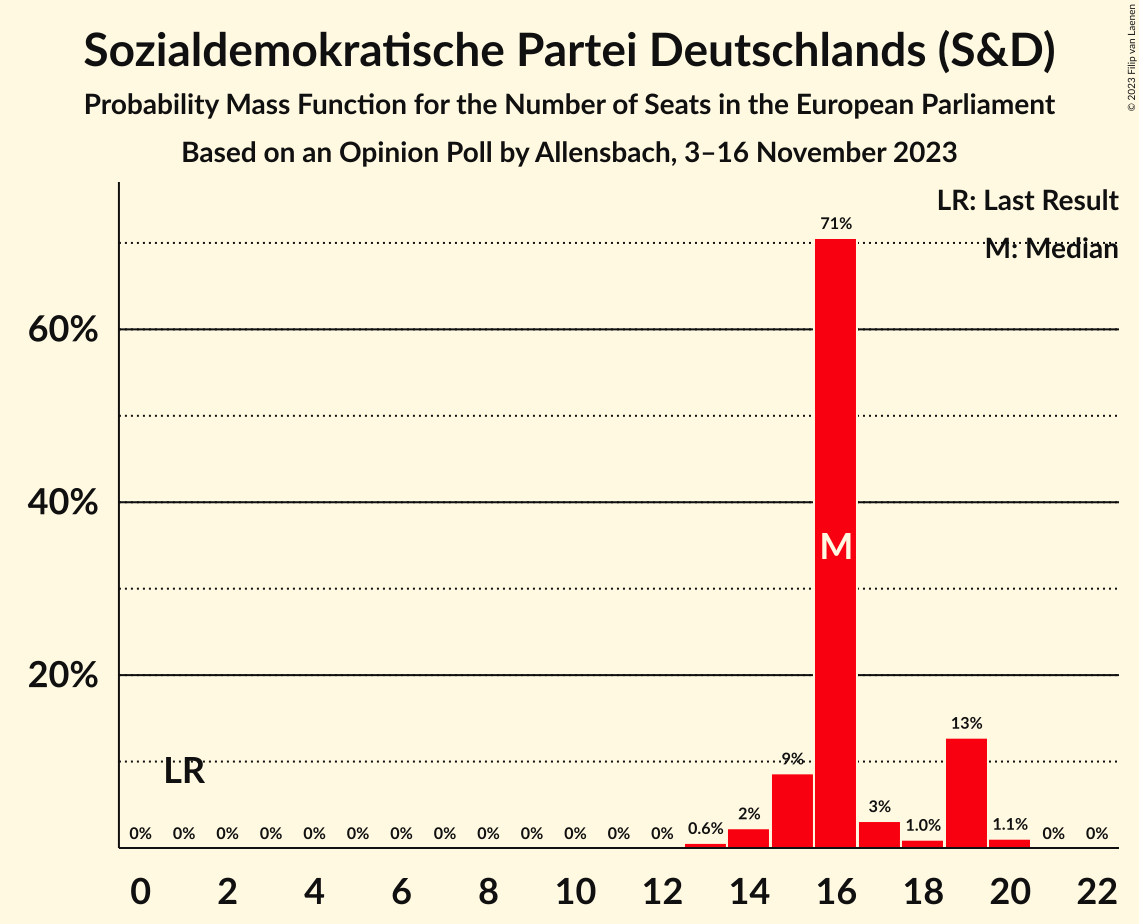 Sozialdemokratische Partei Deutschlands (S&D)
Probability Mass Function for the Number of Seats in the European Parliament
Based on an Opinion Poll by Allensbach, 3–16 November 2023
© 2023 Filip van Laenen
LR: Last Result
M: Median
71%
60%
40%
M
20%
13%
LR
9%
0% 0% 0% 0% 0% 0% 0% 0% 0% 0% 0% 0% 0% 0.6% 2% 3% 1.0% 1.1% 0% 0%
0 2 4 6 8 10 12 14 16 18 20 22